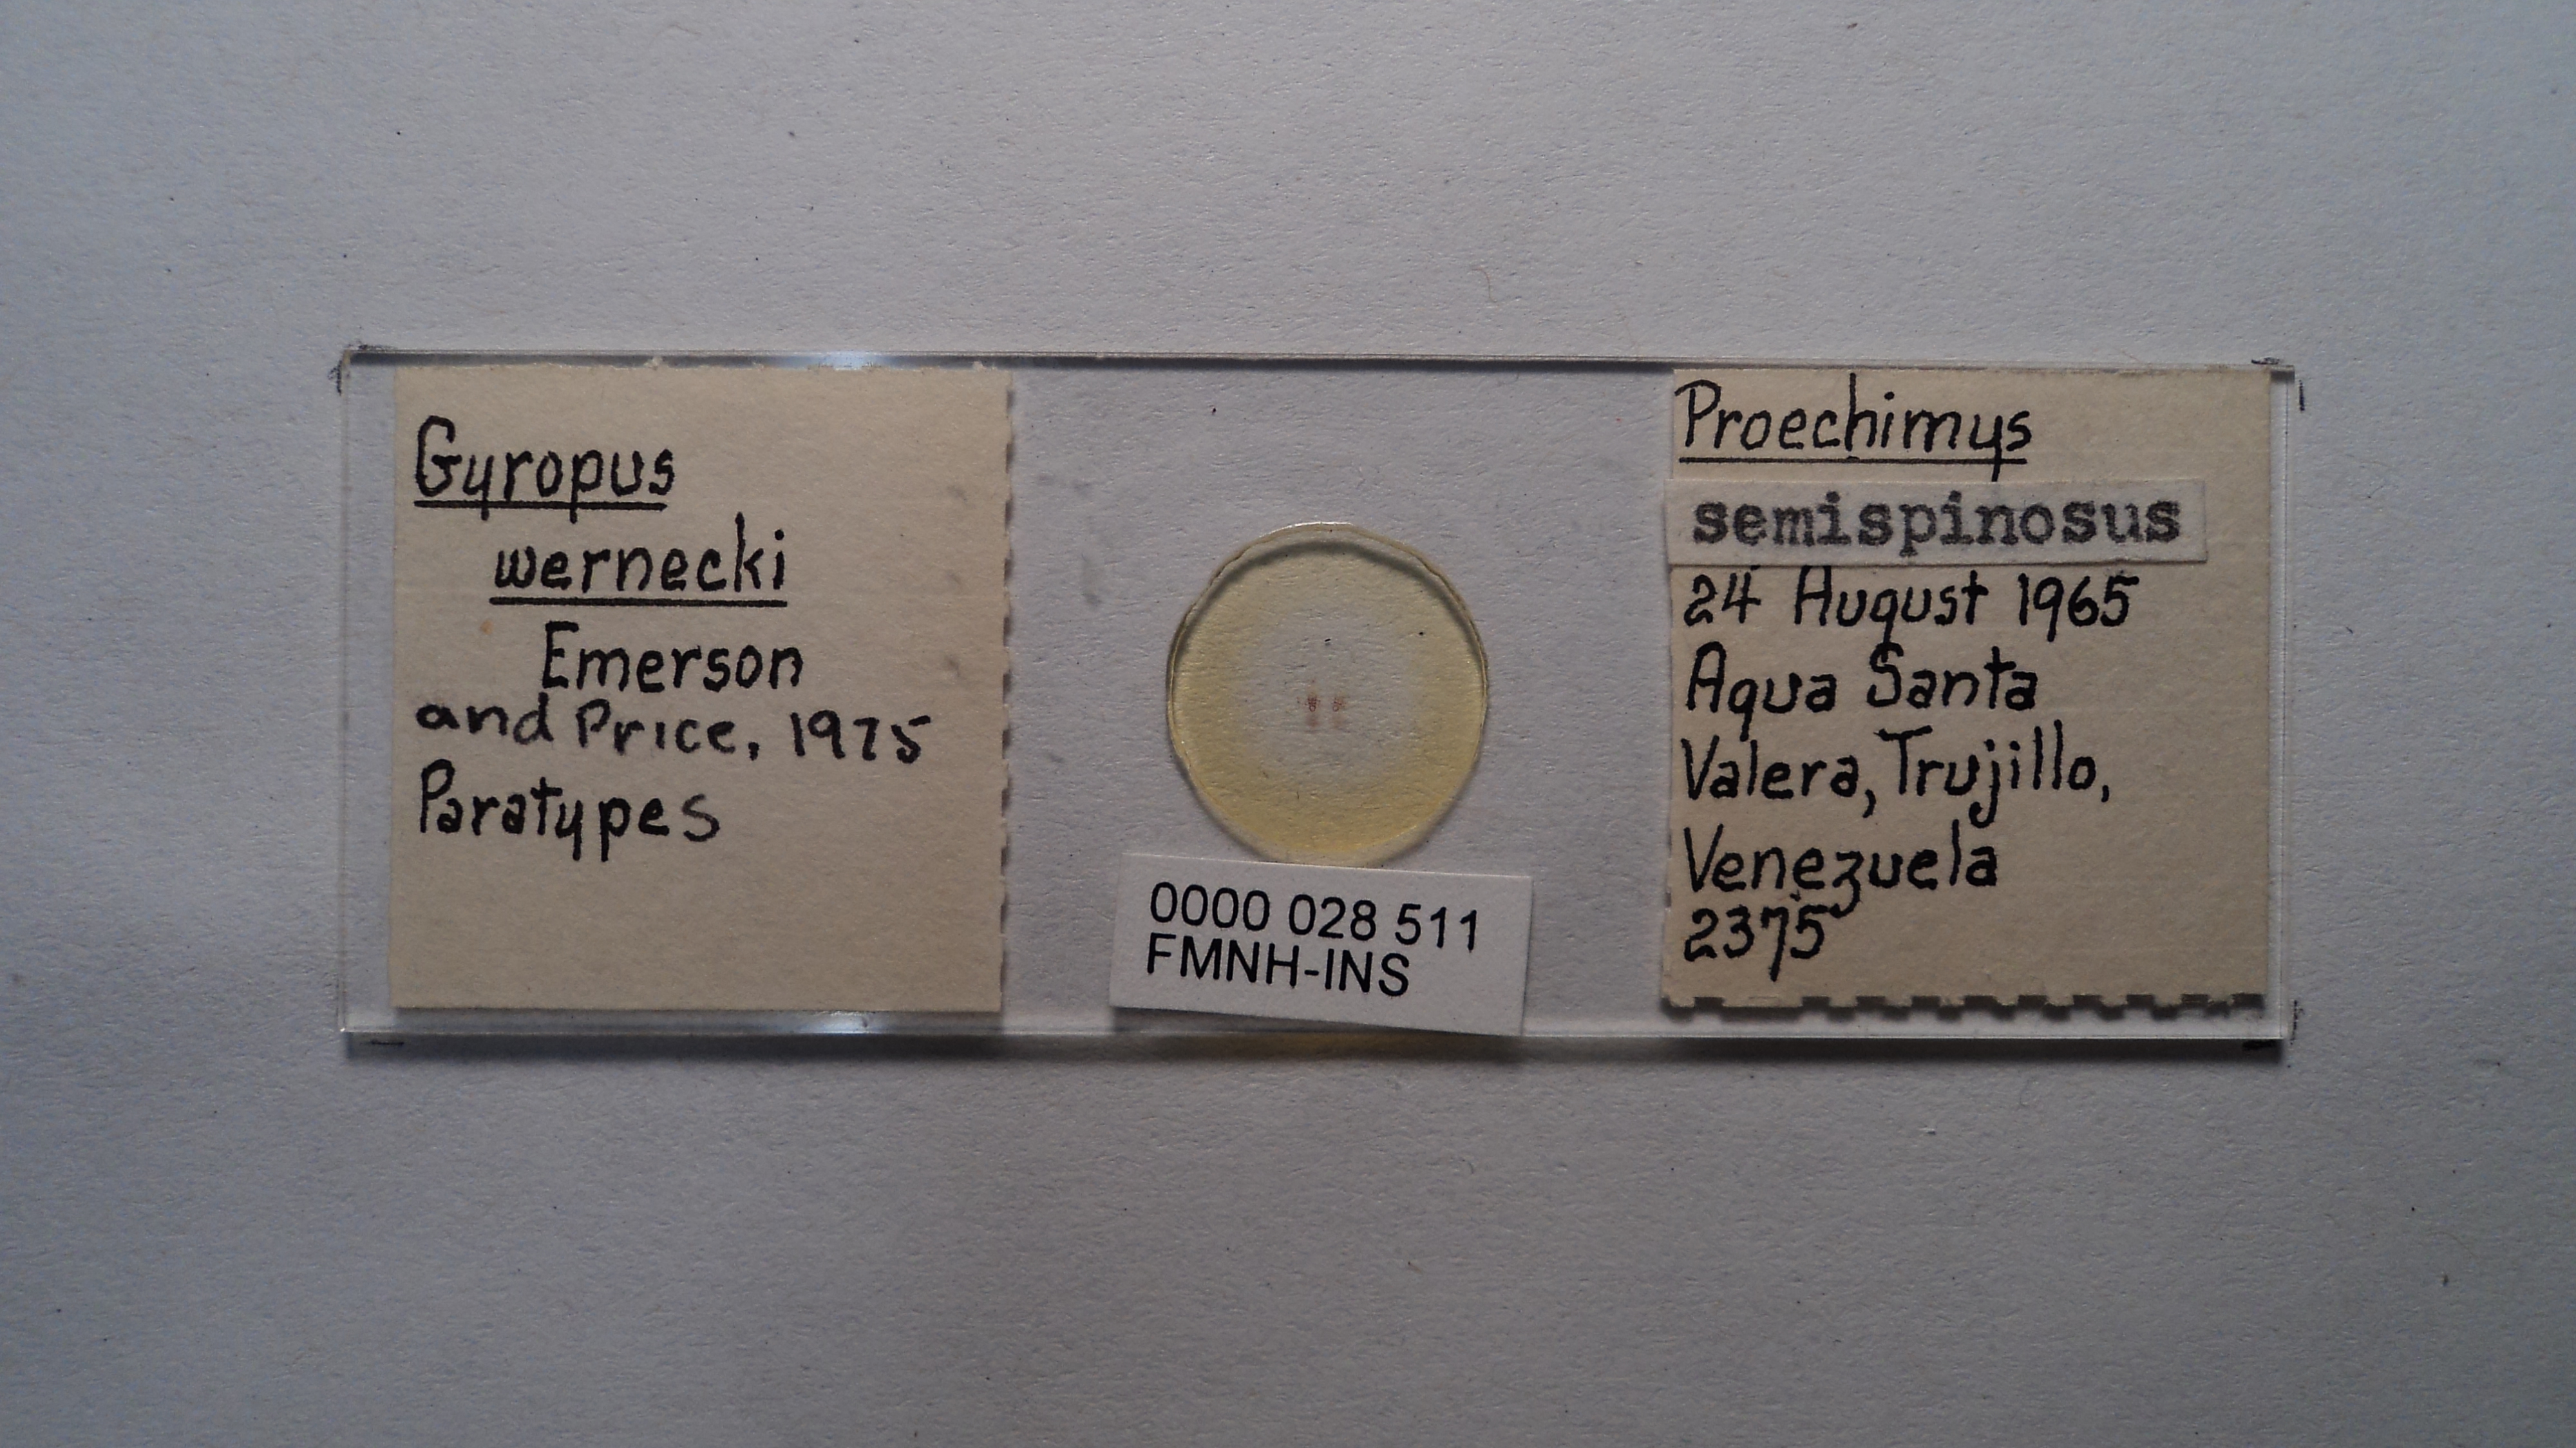 Gyropus
wernecki
Emerson
and Price, 1975
Paratypes
0000 028 511
FMNH-INS
Proechimys
semispinosus
24 August 1965
Aqua Santa
Valera, Trujillo,
Venezuela
2375